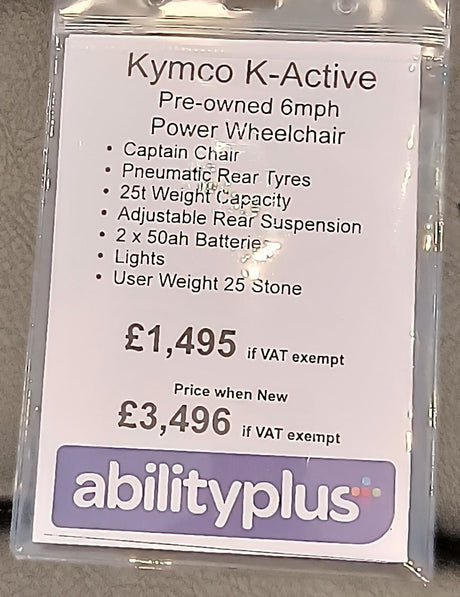 Kymco K-Active
Pre-owned 6mph
Power Wheelchair
• Captain Chair
• Pneumatic Rear Tyres
• 25t Weight Capacity
• Adjustable Rear Suspension
• 2 x 50ah Batteries
• Lights
• User Weight 25 Stone
£1,495 if VAT exempt
Price when New
£3,496 if VAT exempt
abilityplus